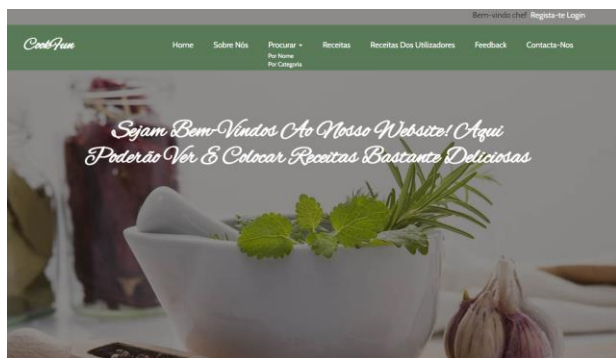 Bem-vindo chef Regista-te Login
CookFun
Home Sobre Nós Procurar Receitas Receitas Dos Utilizadores Feedback Contacta-Nos
Por Nome
Por Categoria
Sejam Bem-Vindos Ao Nosso Website! Aqui
Poderão Ver E Colocar Receitas Bastante Deliciosas